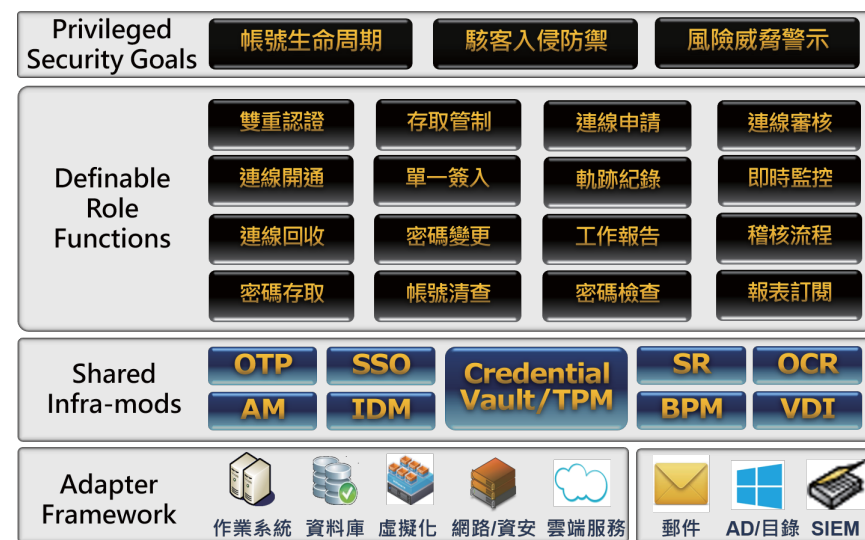 Privileged
Security Goals
帳號生命周期
駭客入侵防禦
風險威脅警示
Definable
Role
Functions
雙重認證
存取管制
連線申請
連線審核
連線開通
單一簽入
軌跡紀錄
即時監控
連線回收
密碼變更
工作報告
稽核流程
密碼存取
帳號清查
密碼檢查
報表訂閱
Shared
Infra-mods
OTP
SSO
Credential
Vault/TPM
SR
OCR
AM
IDM
BPM
VDI
Adapter
Framework
作業系統
資料庫
虛擬化
網路/資安
雲端服務
郵件
AD/目錄
SIEM